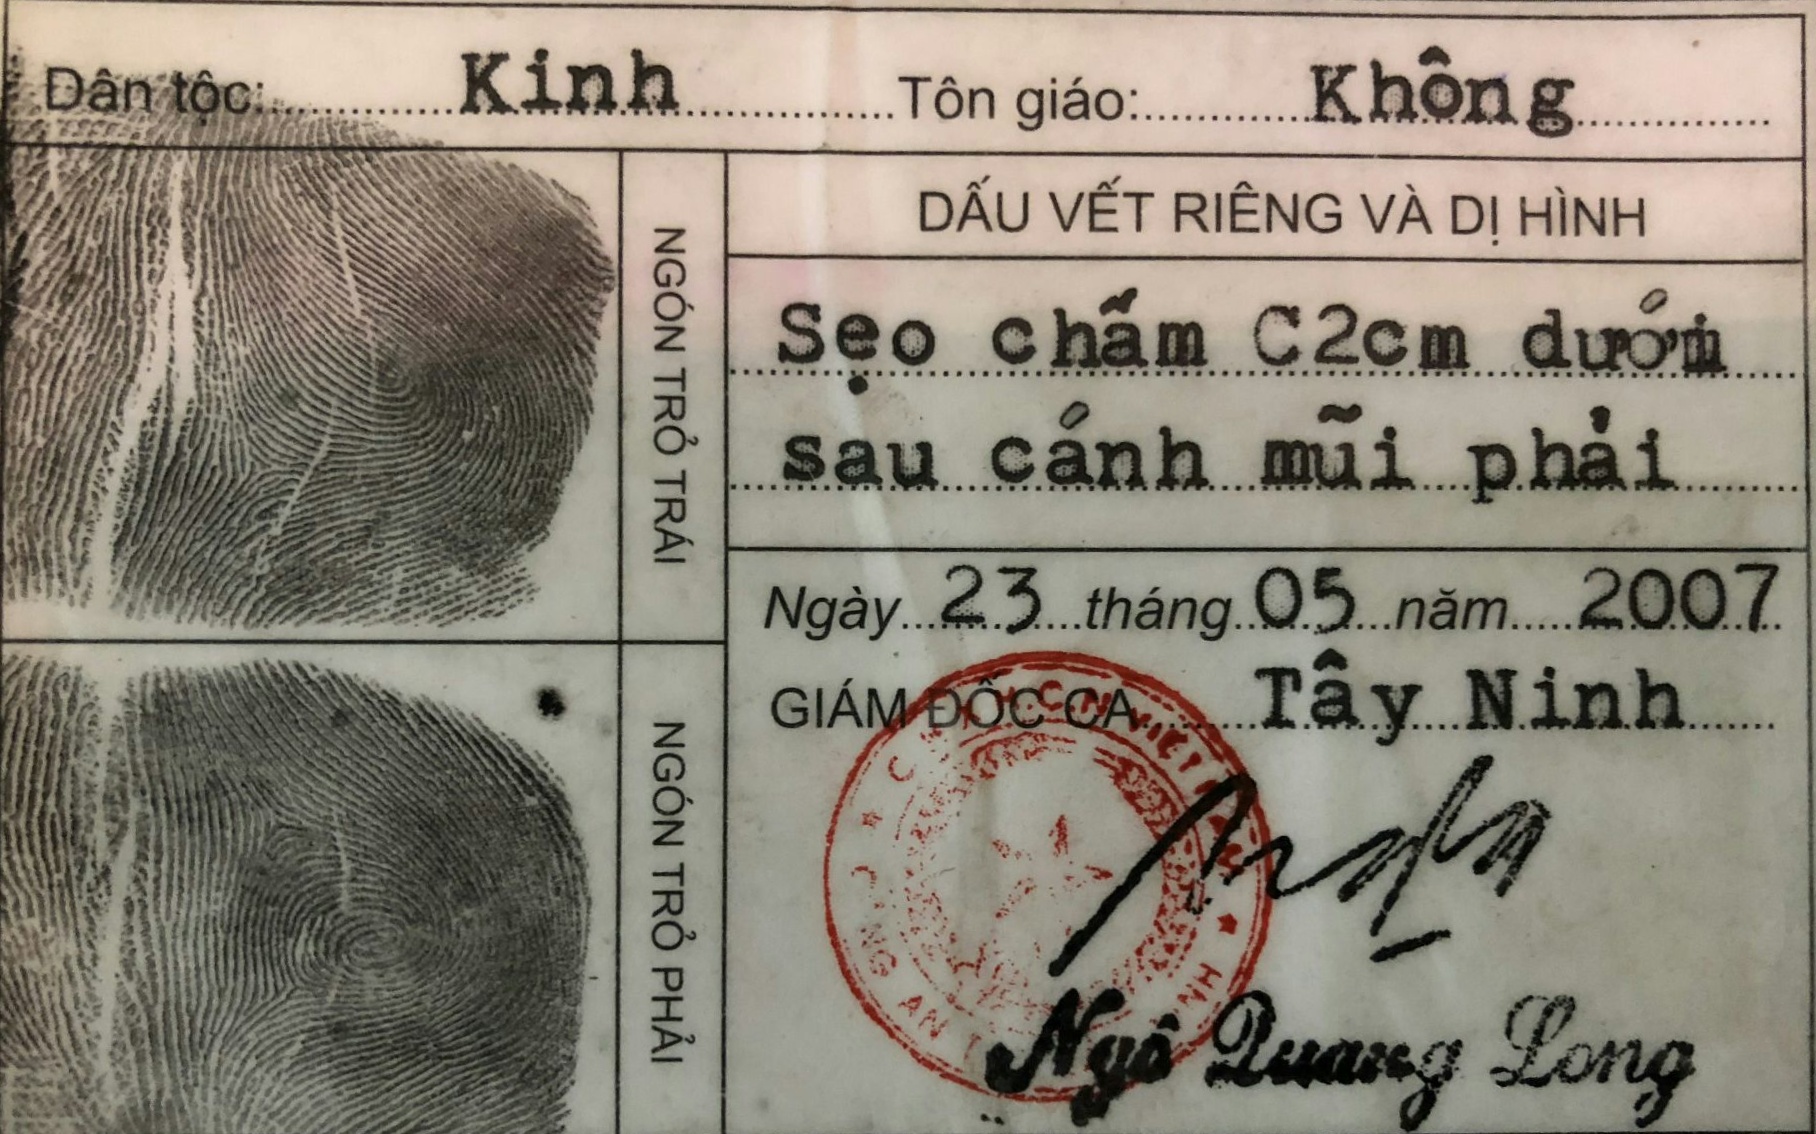 Dân tộc: Kinh Tôn giáo: Không
NGÓN TRỎ TRÁI
DẤU VẾT RIÊNG VÀ DỊ HÌNH
Sẹo chấm C2cm dưới
sau cánh mũi phải
Ngày 23 tháng 05 năm 2007
GIÁM ĐỐC CA Tây Ninh
NGÓN TRỎ PHẢI
Ngô Quang Long